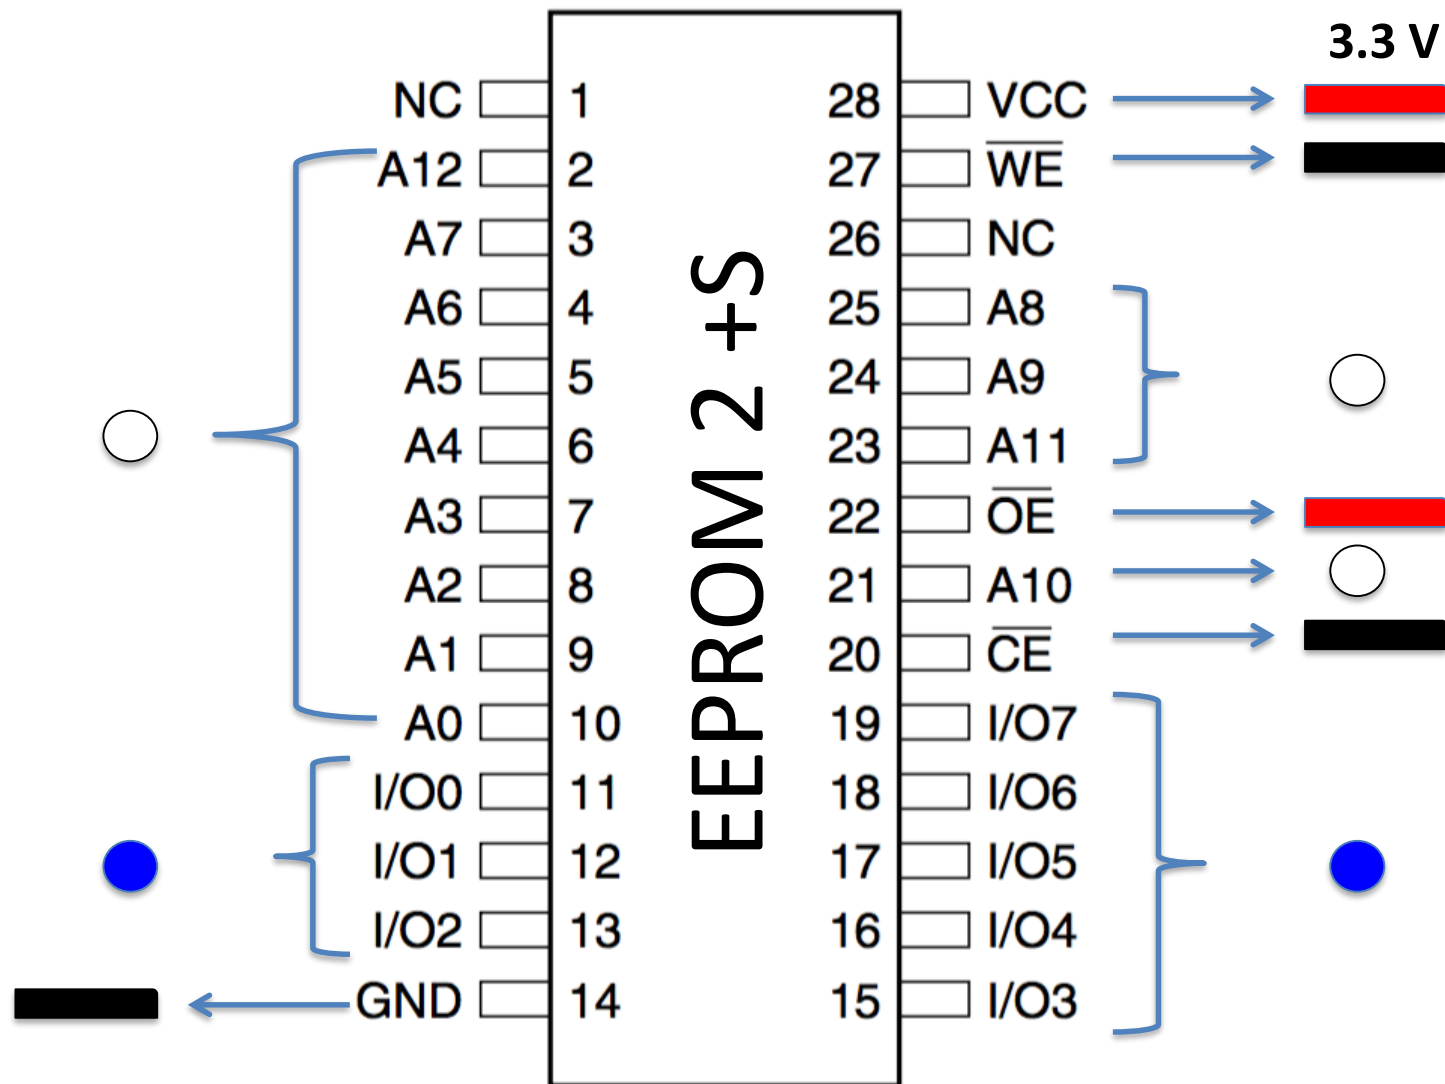 3.3 V
NC 1 28 VCC
A12 2 27 WE
A7 3 26 NC
A6 4 25 A8
A5 5 24 A9
A4 6 23 A11
A3 7 22 OE
A2 8 21 A10
A1 9 20 CE
A0 10 19 I/O7
I/O0 11 18 I/O6
I/O1 12 17 I/O5
I/O2 13 16 I/O4
GND 14 15 I/O3
EEPROM 2 +S